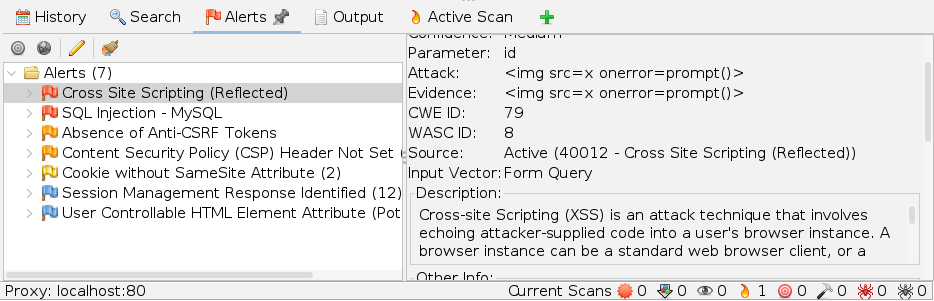 History Search Alerts Output Active Scan
Confidence: Medium
Parameter: id
Alerts (7)
Attack: <img src=x onerror=prompt()>
Cross Site Scripting (Reflected)
Evidence: <img src=x onerror=prompt()>
SQL Injection - MySQL
CWE ID: 79
Absence of Anti-CSRF Tokens
WASC ID: 8
Content Security Policy (CSP) Header Not Set
Source: Active (40012 - Cross Site Scripting (Reflected))
Cookie without SameSite Attribute (2)
Input Vector: Form Query
Session Management Response Identified (12)
Description:
User Controllable HTML Element Attribute (Pot
Cross-site Scripting (XSS) is an attack technique that involves
echoing attacker-supplied code into a user's browser instance. A
browser instance can be a standard web browser client, or a
Other Info:
Proxy: localhost:80 Current Scans 0 0 0 1 0 0 0 0